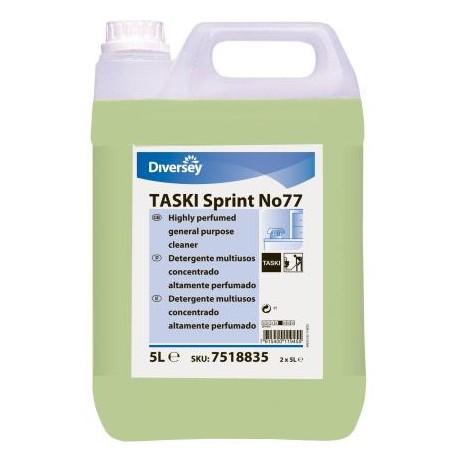 Diversey
TASKI Sprint No77
Highly perfumed
general purpose
cleaner
Detergente multiusos
concentrado
altamente perfumado
Detergente multiusos
concentrado
altamente perfumado
TASKI
5L e SKU: 7518835 2 x 5L